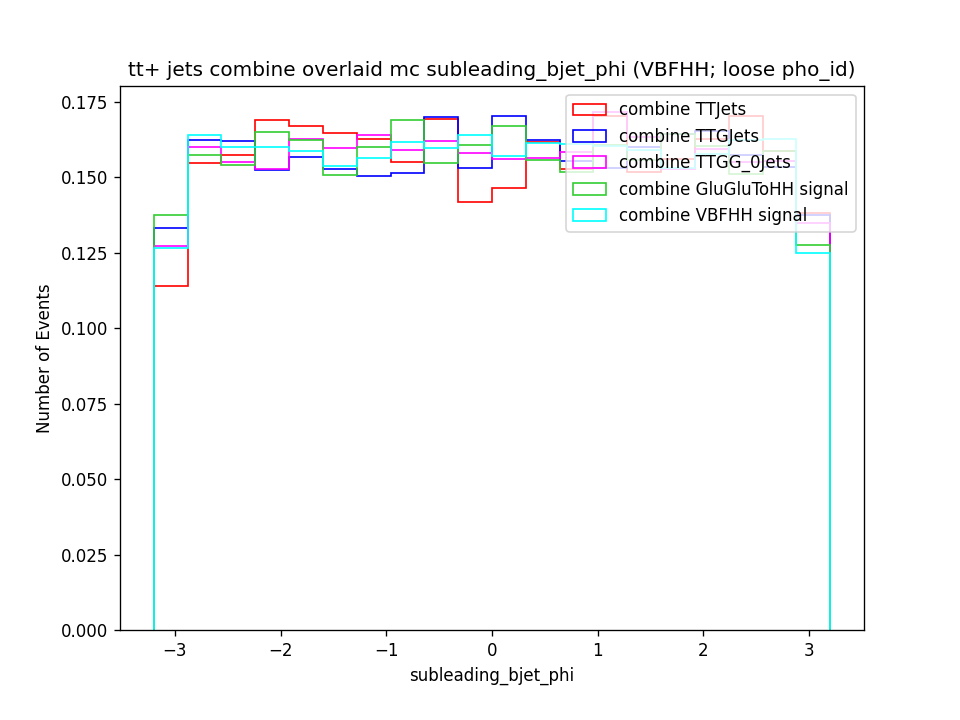 tt+ jets combine overlaid mc subleading_bjet_phi (VBFHH; loose pho_id)
combine TTJets
combine TTGJets
combine TTGG_0Jets
combine GluGluToHH signal
combine VBFHH signal
Number of Events
0.175
0.150
0.125
0.100
0.075
0.050
0.025
0.000
−3 −2 −1 0 1 2 3
subleading_bjet_phi